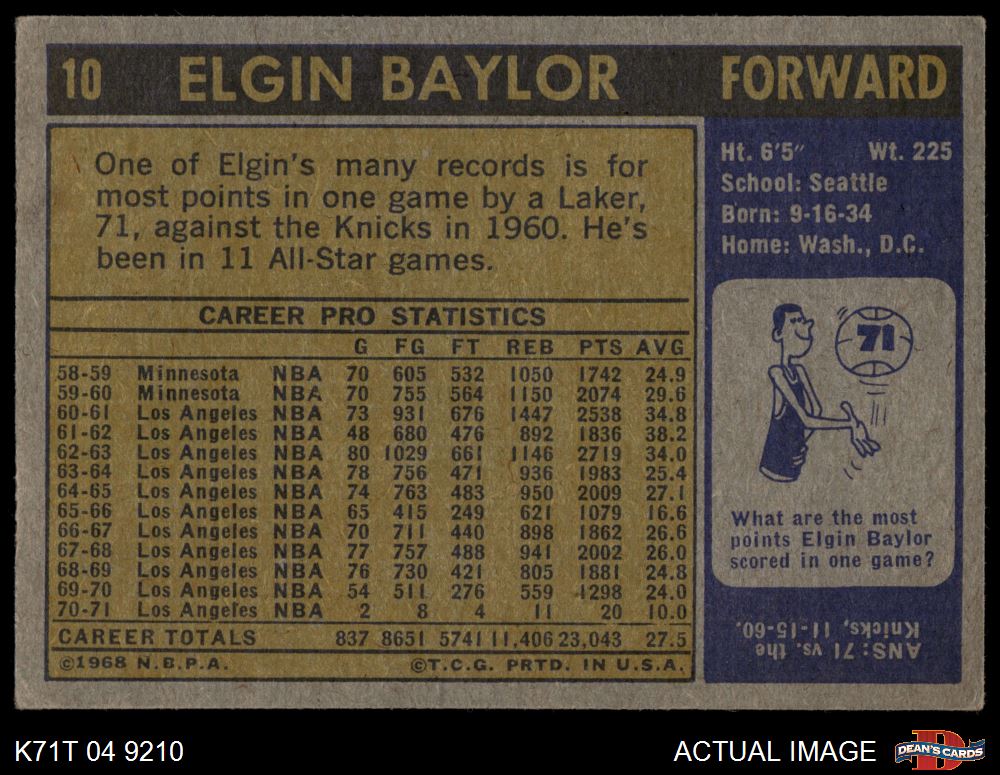 10 ELGIN BAYLOR FORWARD
One of Elgin's many records is for
most points in one game by a Laker,
71, against the Knicks in 1960. He's
been in 11 All-Star games.
CAREER PRO STATISTICS
G FG FT REB PTS AVG
58-59 Minnesota NBA 70 605 532 1050 1742 24.9
59-60 Minnesota NBA 70 755 564 1150 2074 29.6
60-61 Los Angeles NBA 73 931 676 1447 2538 34.8
61-62 Los Angeles NBA 48 680 476 892 1836 38.2
62-63 Los Angeles NBA 80 1029 661 1146 2719 34.0
63-64 Los Angeles NBA 78 756 471 936 1983 25.4
64-65 Los Angeles NBA 74 763 483 950 2009 27.1
65-66 Los Angeles NBA 65 415 249 621 1079 16.6
66-67 Los Angeles NBA 70 711 440 898 1862 26.6
67-68 Los Angeles NBA 77 757 488 941 2002 26.0
68-69 Los Angeles NBA 76 730 421 805 1881 24.8
69-70 Los Angeles NBA 54 511 276 559 1298 24.0
70-71 Los Angeles NBA 2 8 4 11 20 10.0
CAREER TOTALS 837 8651 5741 11,406 23,043 27.5
©1968 N.B.P.A. ©T.C.G. PRTD. IN U.S.A.
Ht. 6'5" Wt. 225
School: Seattle
Born: 9-16-34
Home: Wash., D.C.
71
What are the most
points Elgin Baylor
scored in one game?
ANS: 71 vs. the
Knicks, 11-15-60.
K71T 04 9210 ACTUAL IMAGE
D
DEAN'S CARDS